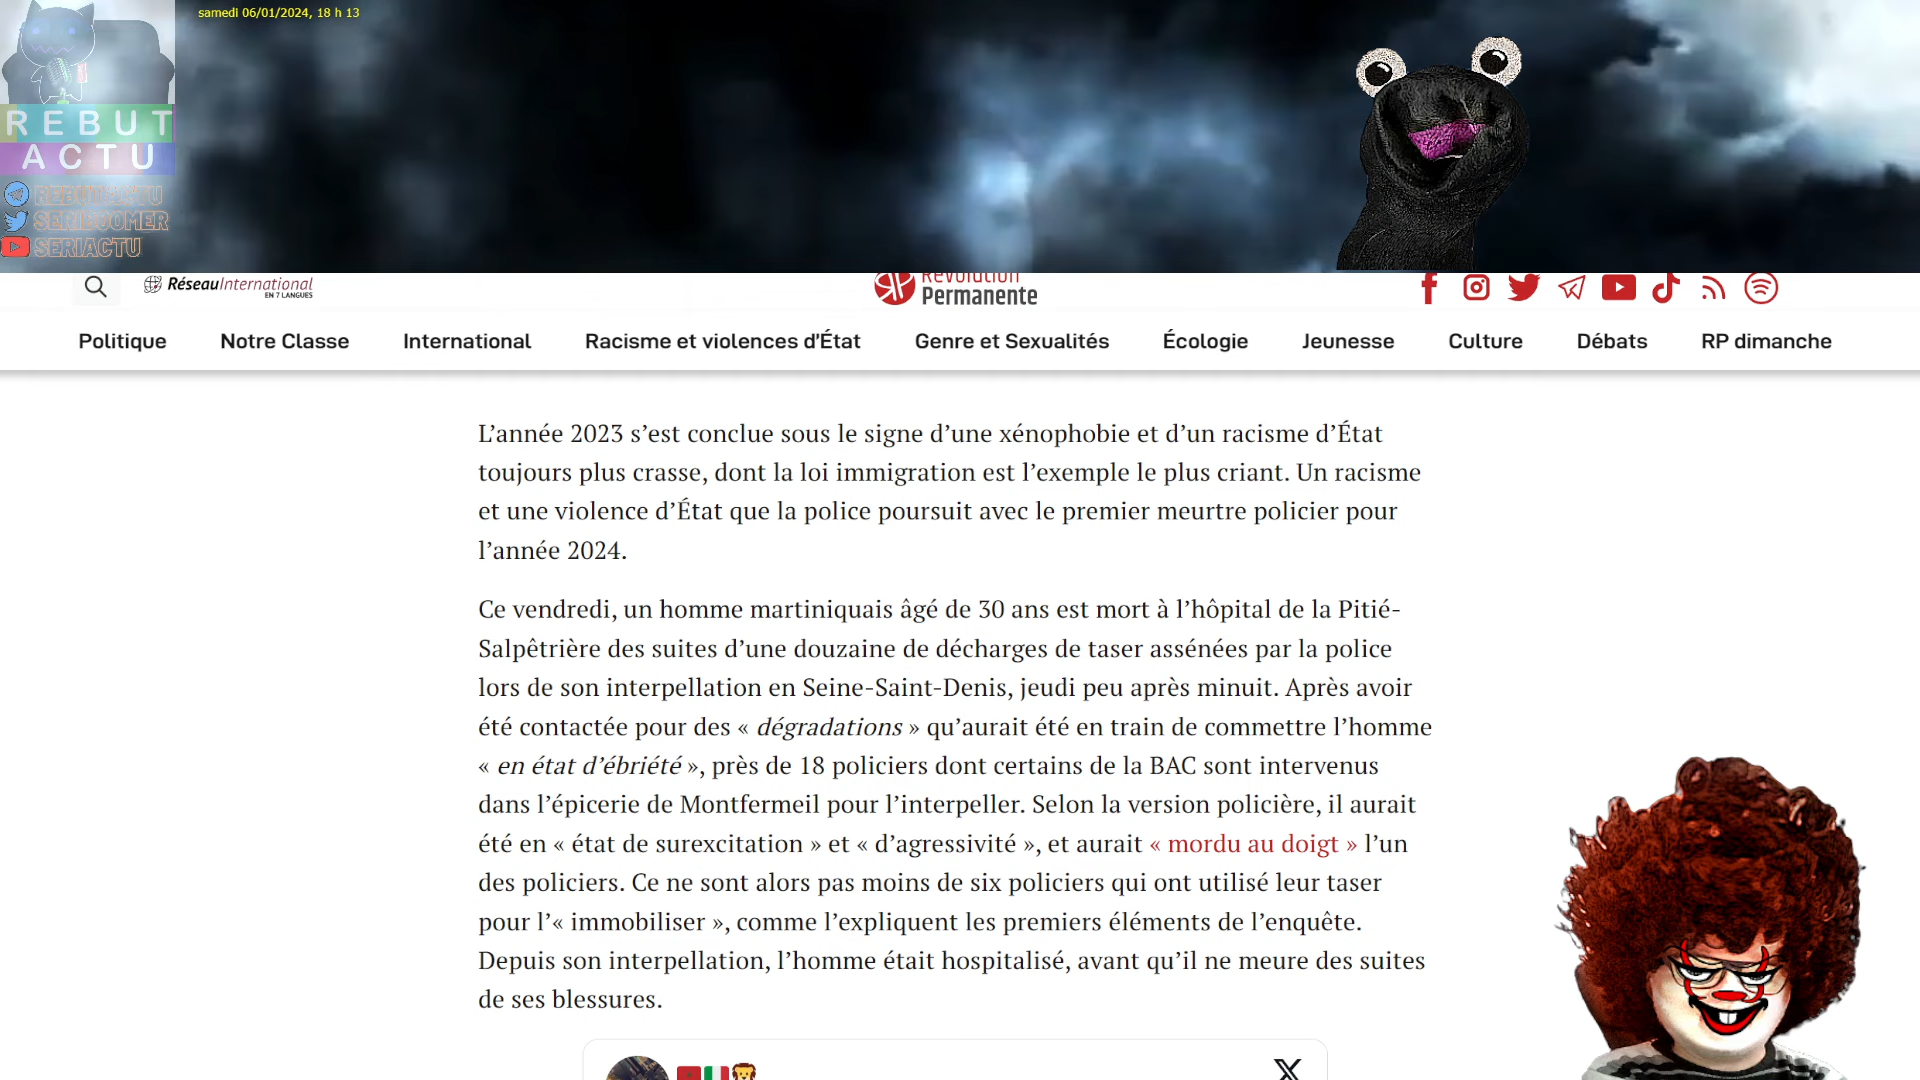 samedi 06/01/2024, 18 h 13
REBUT
ACTU
REBUT ACTU
SERIBOOMER
SERIACTU
RéseauInternational
EN 7 LANGUES
Révolution
Permanente
Politique Notre Classe International Racisme et violences d’État Genre et Sexualités Écologie Jeunesse Culture Débats RP dimanche
L’année 2023 s’est conclue sous le signe d’une xénophobie et d’un racisme d’État
toujours plus crasse, dont la loi immigration est l’exemple le plus criant. Un racisme
et une violence d’État que la police poursuit avec le premier meurtre policier pour
l’année 2024.
Ce vendredi, un homme martiniquais âgé de 30 ans est mort à l’hôpital de la Pitié-
Salpêtrière des suites d’une douzaine de décharges de taser assénées par la police
lors de son interpellation en Seine-Saint-Denis, jeudi peu après minuit. Après avoir
été contactée pour des « dégradations » qu’aurait été en train de commettre l’homme
« en état d’ébriété », près de 18 policiers dont certains de la BAC sont intervenus
dans l’épicerie de Montfermeil pour l’interpeller. Selon la version policière, il aurait
été en « état de surexcitation » et « d’agressivité », et aurait « mordu au doigt » l’un
des policiers. Ce ne sont alors pas moins de six policiers qui ont utilisé leur taser
pour l’« immobiliser », comme l’expliquent les premiers éléments de l’enquête.
Depuis son interpellation, l’homme était hospitalisé, avant qu’il ne meure des suites
de ses blessures.